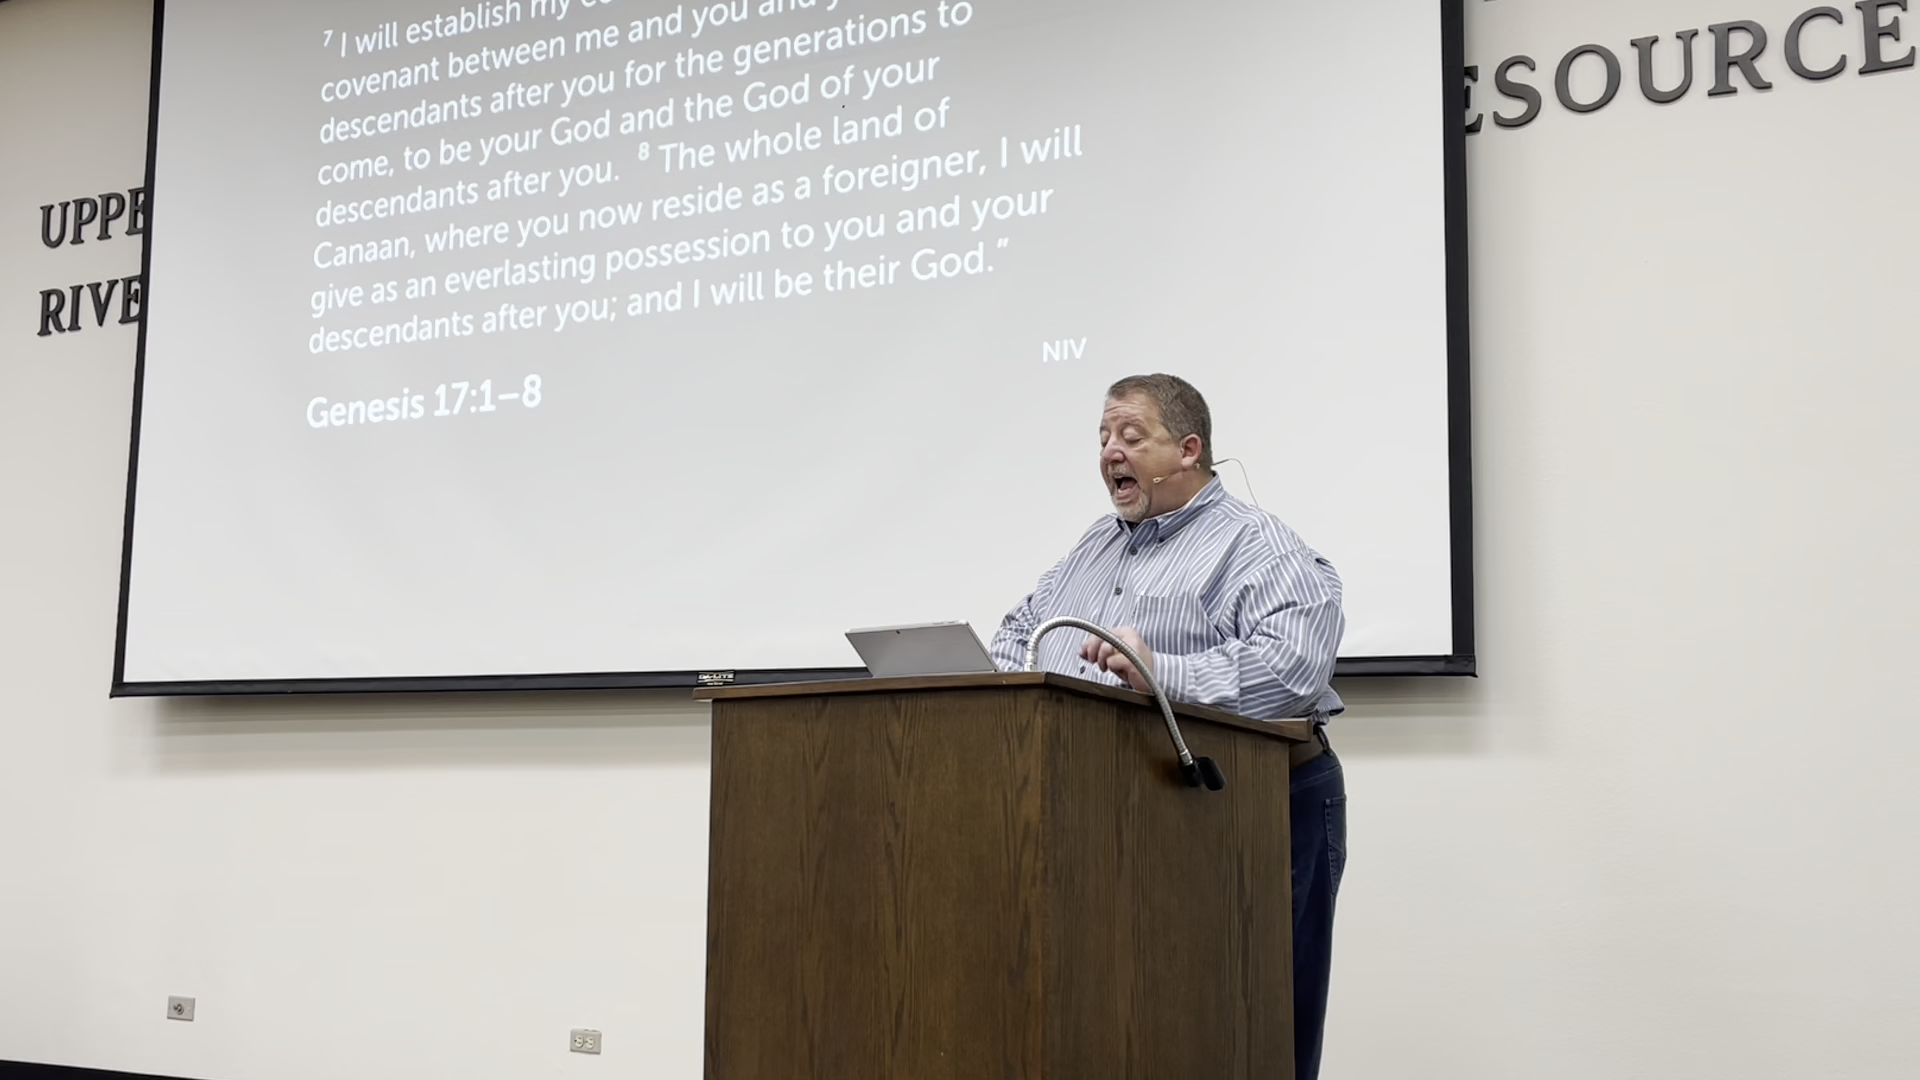 7 I will establish my
covenant between me and you and
descendants after you for the generations to
come, to be your God and the God of your
descendants after you. 8 The whole land of
Canaan, where you now reside as a foreigner, I will
give as an everlasting possession to you and your
descendants after you; and I will be their God.”
NIV
Genesis 17:1–8
UPPE
RIVE
ESOURCE
DA-LITE